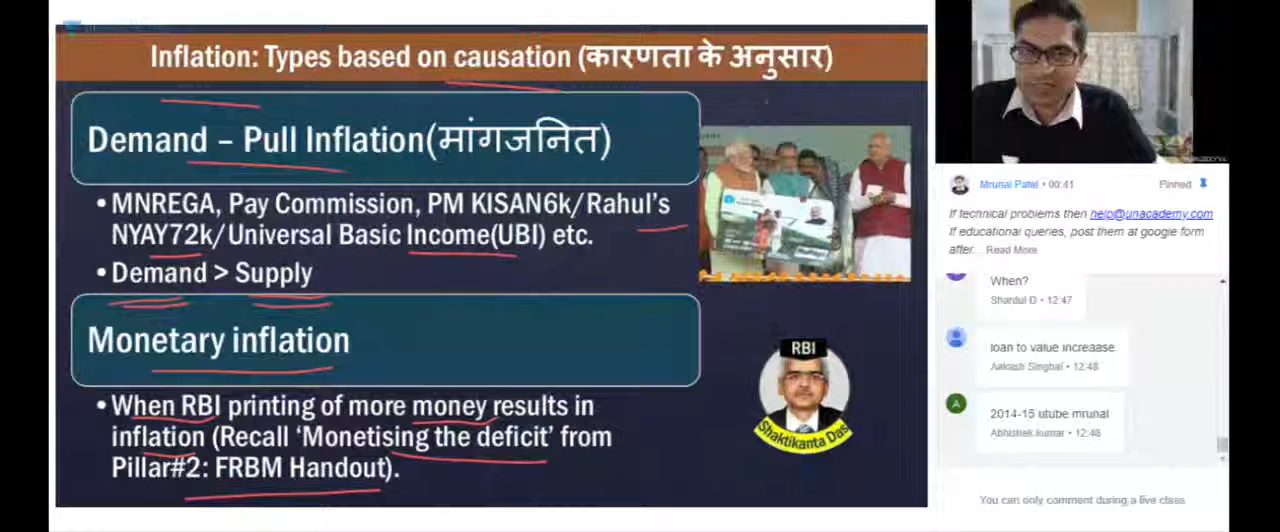 Inflation: Types based on causation (कारणता के अनुसार)
Demand – Pull Inflation(मांगजनित)
• MNREGA, Pay Commission, PM KISAN6k/Rahul's
NYAY72k/Universal Basic Income(UBI) etc.
• Demand > Supply
Monetary inflation
• When RBI printing of more money results in
inflation (Recall 'Monetising the deficit' from
Pillar#2: FRBM Handout).
RBI
Shaktikanta Das
Mrunal Patel • 00:41
Pinned
If technical problems then help@unacademy.com
If educational queries, post them at google form
after... Read More
When?
Shardul D • 12:47
loan to value increaase
Aakash Singhal • 12:48
A
2014-15 utube mrunal
Abhishek kumar • 12:48
You can only comment during a live class